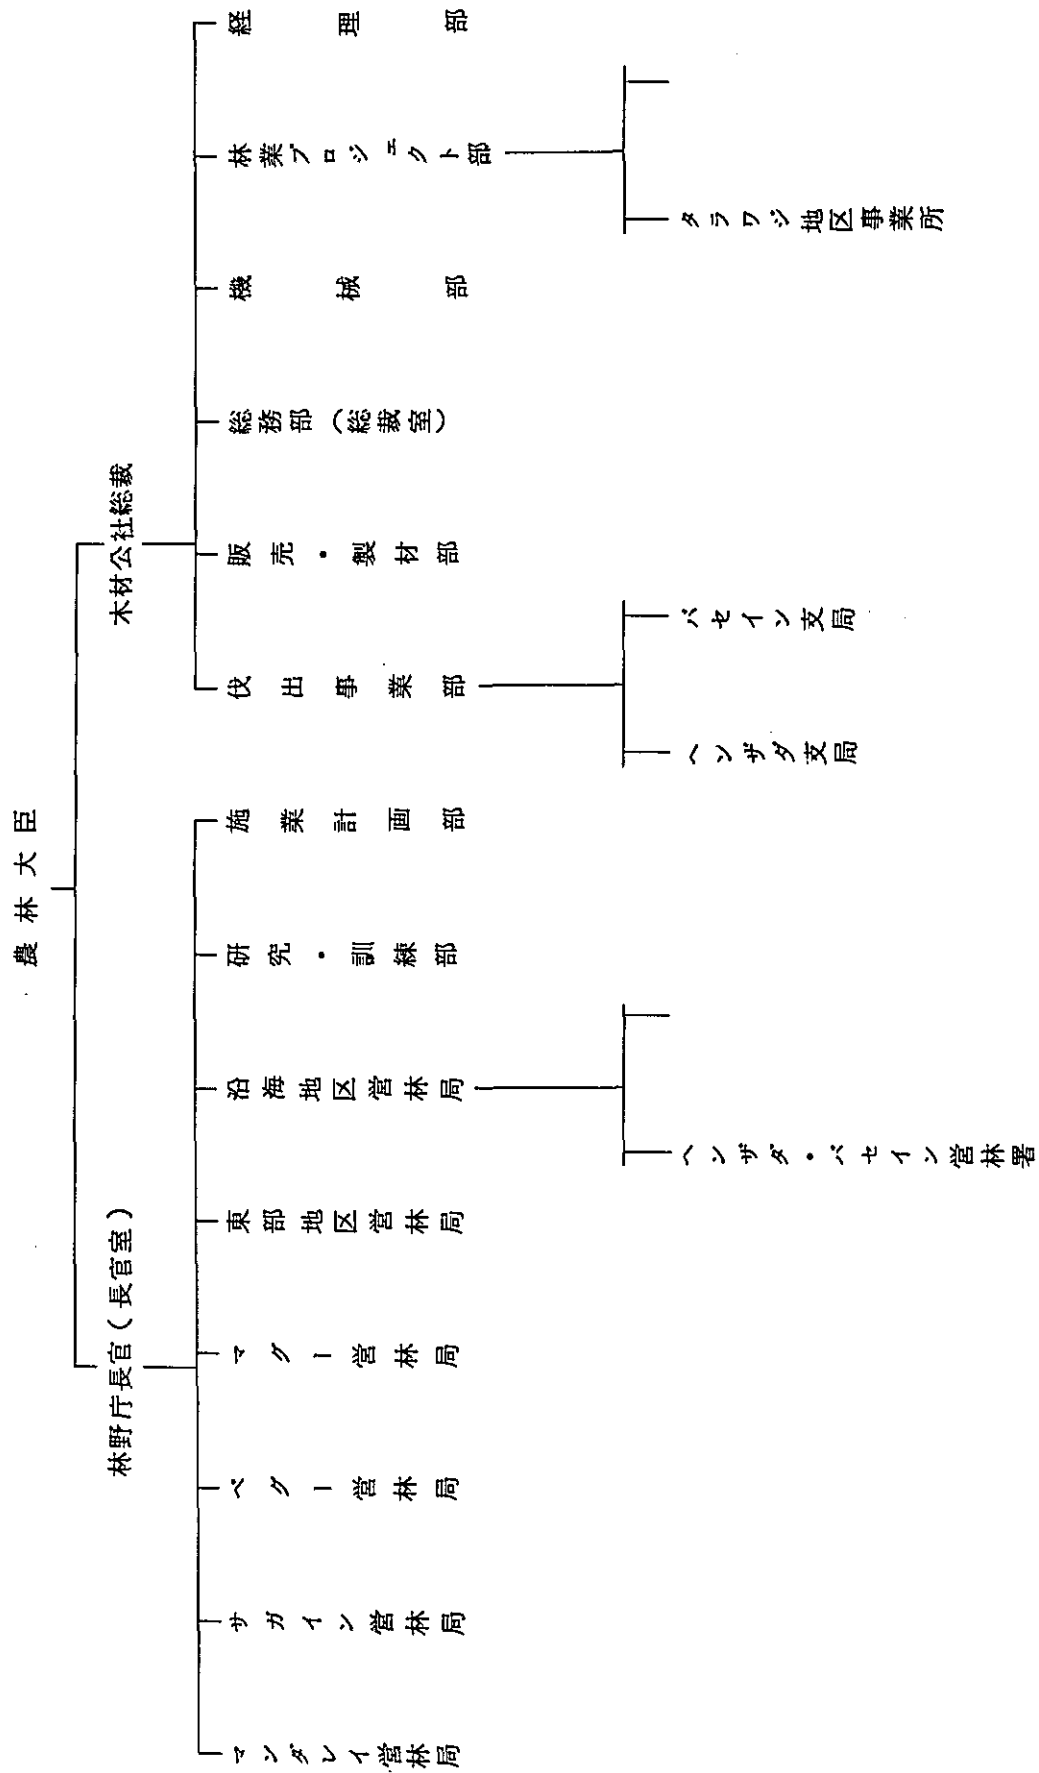 農林大臣
林野庁長官（長官室）
木材公社総裁
マンダレイ営林局
サガイン営林局
ペグー営林局
マグー営林局
東部地区営林局
沿海地区営林局
研究・訓練部
施業計画部
伐出事業部
販売・製材部
総務部（総裁室）
機械部
林業プロジェクト部
経理部
ヘンザダ・バセイン営林署
ヘンザダ支局
バセイン支局
タラワジ地区事業所